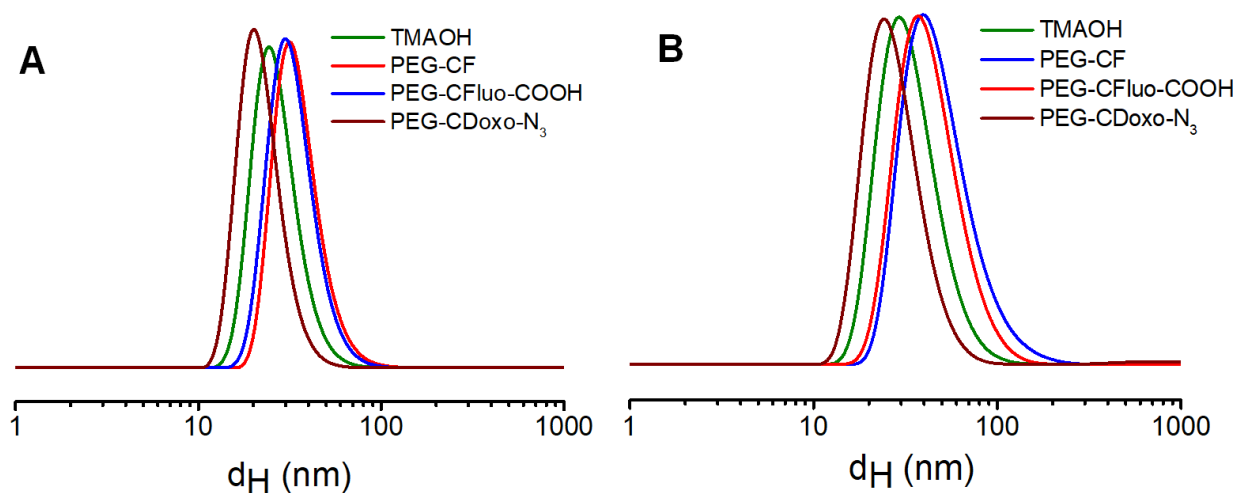 A
TMAOH
PEG-CF
PEG-CFluo-COOH
PEG-CDoxo-N₃
1 10 100 1000
dH (nm)
B
TMAOH
PEG-CF
PEG-CFluo-COOH
PEG-CDoxo-N₃
1 10 100 1000
dH (nm)